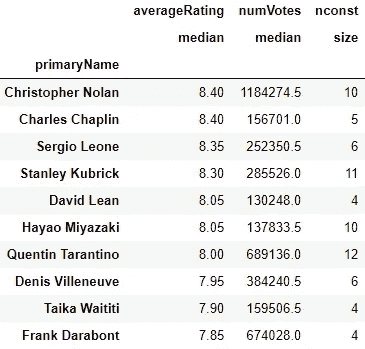 averageRating numVotes nconst
median median size
primaryName
Christopher Nolan 8.40 1184274.5 10
Charles Chaplin 8.40 156701.0 5
Sergio Leone 8.35 252350.5 6
Stanley Kubrick 8.30 285526.0 11
David Lean 8.05 130248.0 4
Hayao Miyazaki 8.05 137833.5 10
Quentin Tarantino 8.00 689136.0 12
Denis Villeneuve 7.95 384240.5 6
Taika Waititi 7.90 159506.5 4
Frank Darabont 7.85 674028.0 4